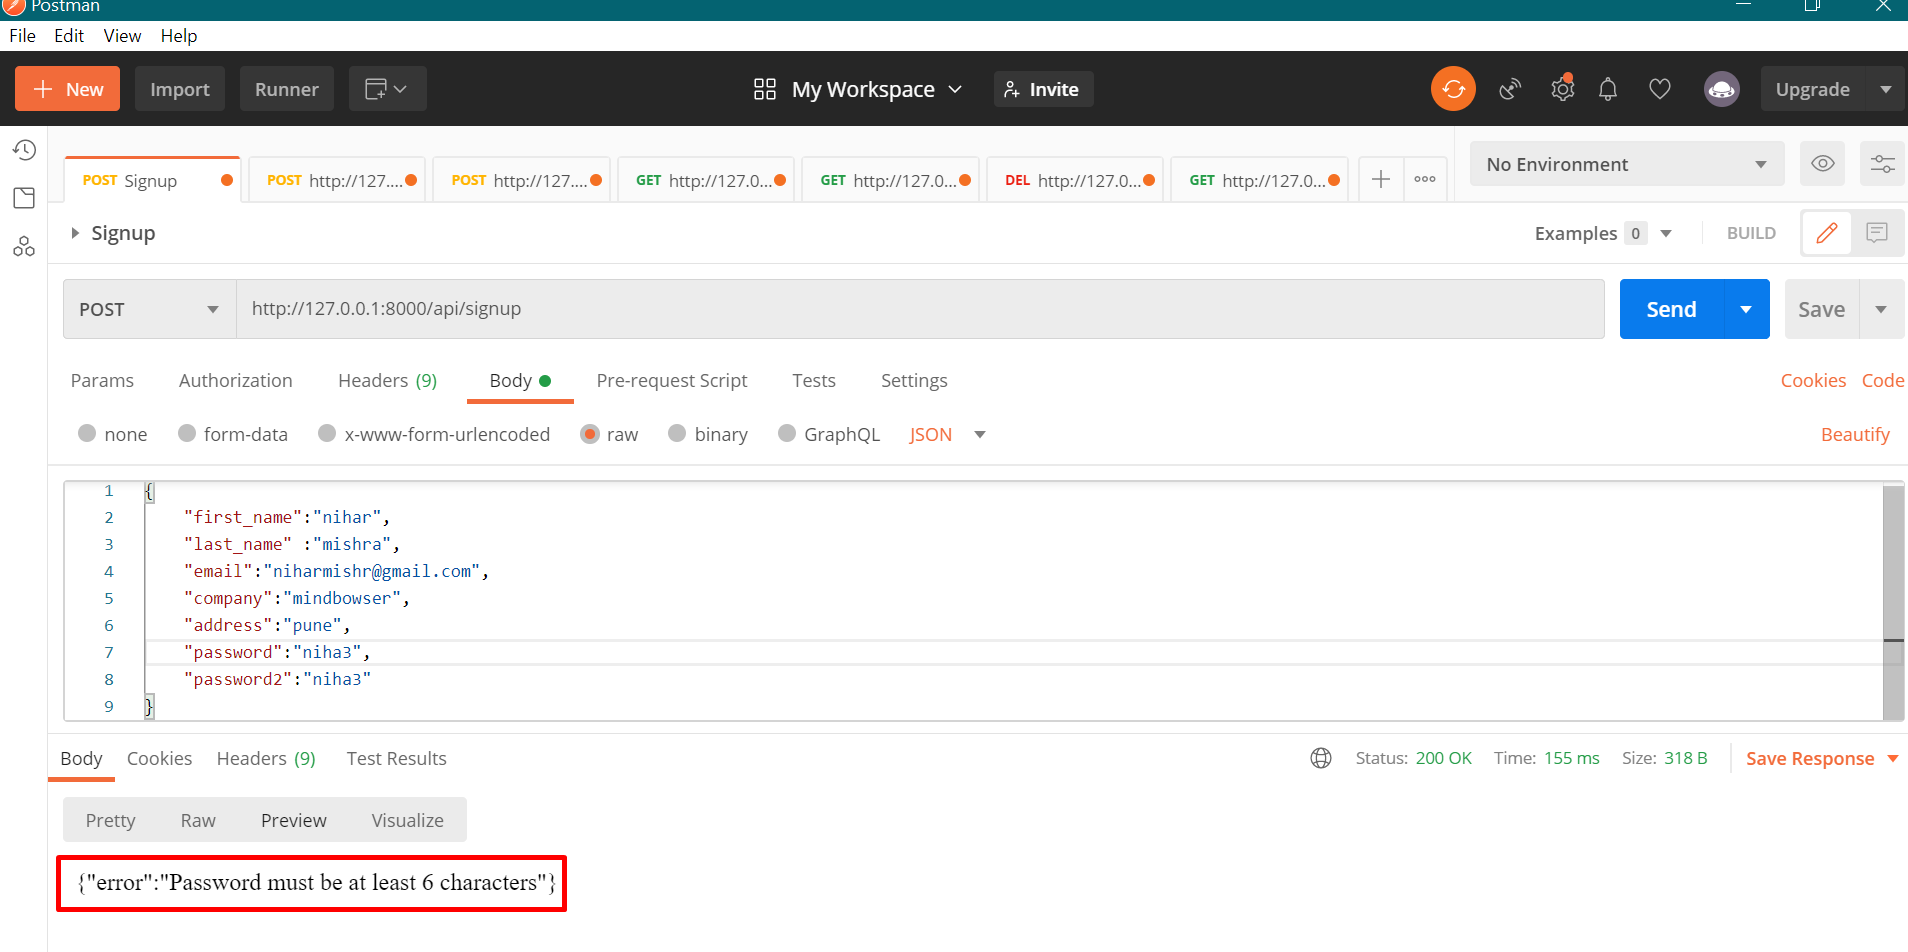 Postman
File Edit View Help
New Import Runner My Workspace Invite Upgrade
POST Signup POST http://127.... POST http://127.... GET http://127.0... GET http://127.0... DEL http://127.0... GET http://127.0... No Environment
Signup Examples 0 BUILD
POST http://127.0.0.1:8000/api/signup Send Save
Params Authorization Headers (9) Body Pre-request Script Tests Settings Cookies Code
none form-data x-www-form-urlencoded raw binary GraphQL JSON Beautify
1 {
2 "first_name":"nihar",
3 "last_name" :"mishra",
4 "email":"niharmishr@gmail.com",
5 "company":"mindbowser",
6 "address":"pune",
7 "password":"niha3",
8 "password2":"niha3"
9 }
Body Cookies Headers (9) Test Results Status: 200 OK Time: 155 ms Size: 318 B Save Response
Pretty Raw Preview Visualize
{"error":"Password must be at least 6 characters"}